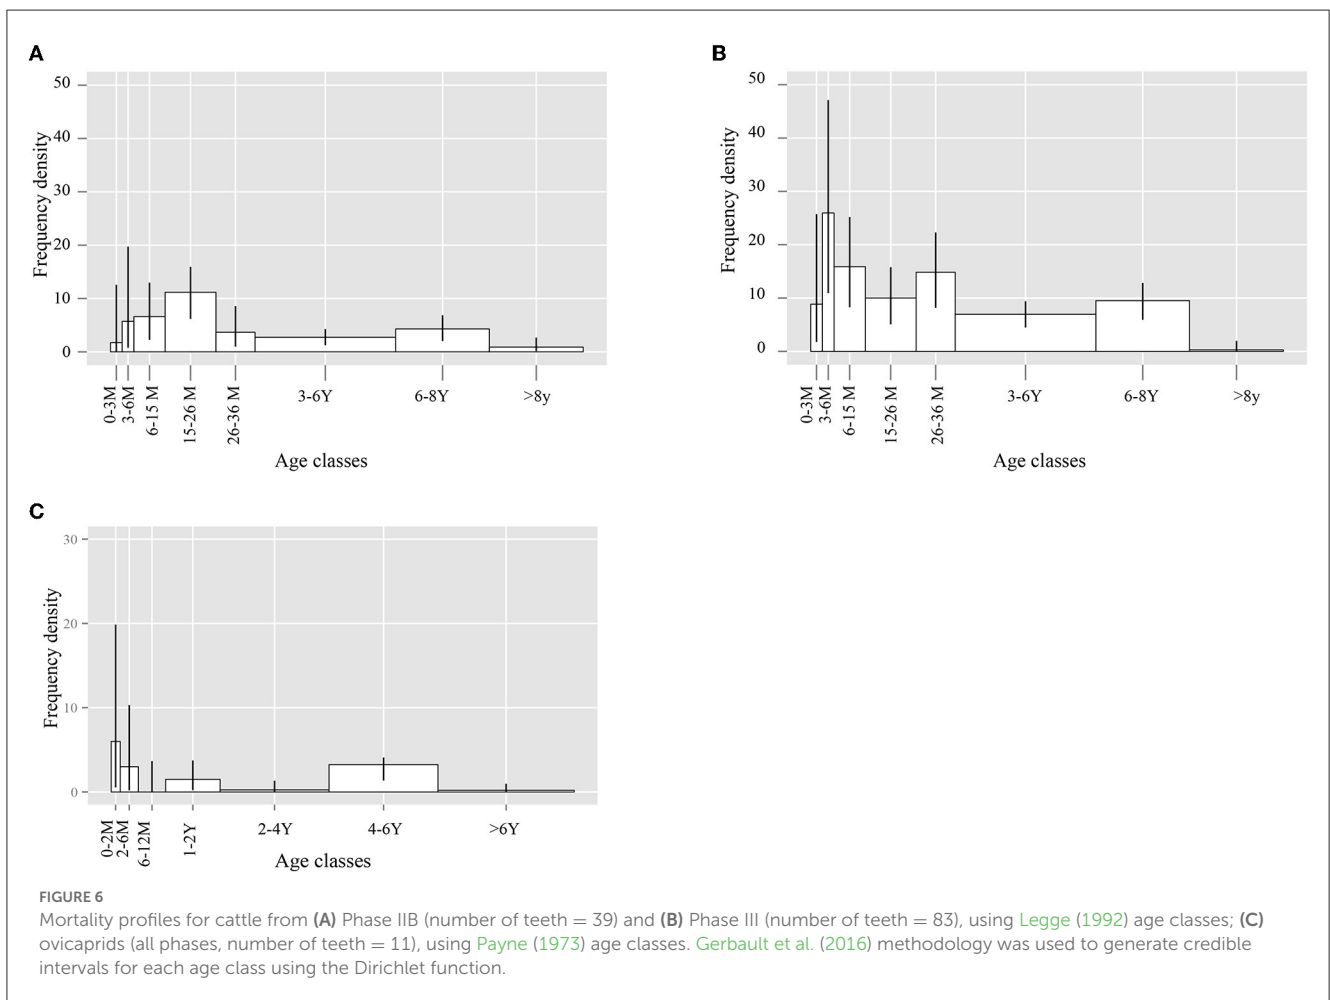 A
Frequency density
50
40
30
20
10
0
0-3M
3-6M
6-15 M
15-26 M
26-36 M
3-6Y
6-8Y
>8y
Age classes
B
Frequency density
50
40
30
20
10
0
0-3M
3-6M
6-15 M
15-26 M
26-36 M
3-6Y
6-8Y
>8y
Age classes
C
Frequency density
30
20
10
0
0-2M
2-6M
6-12M
1-2Y
2-4Y
4-6Y
>6Y
Age classes
FIGURE 6
Mortality profiles for cattle from (A) Phase IIB (number of teeth = 39) and (B) Phase III (number of teeth = 83), using Legge (1992) age classes; (C)
ovicaprids (all phases, number of teeth = 11), using Payne (1973) age classes. Gerbault et al. (2016) methodology was used to generate credible
intervals for each age class using the Dirichlet function.